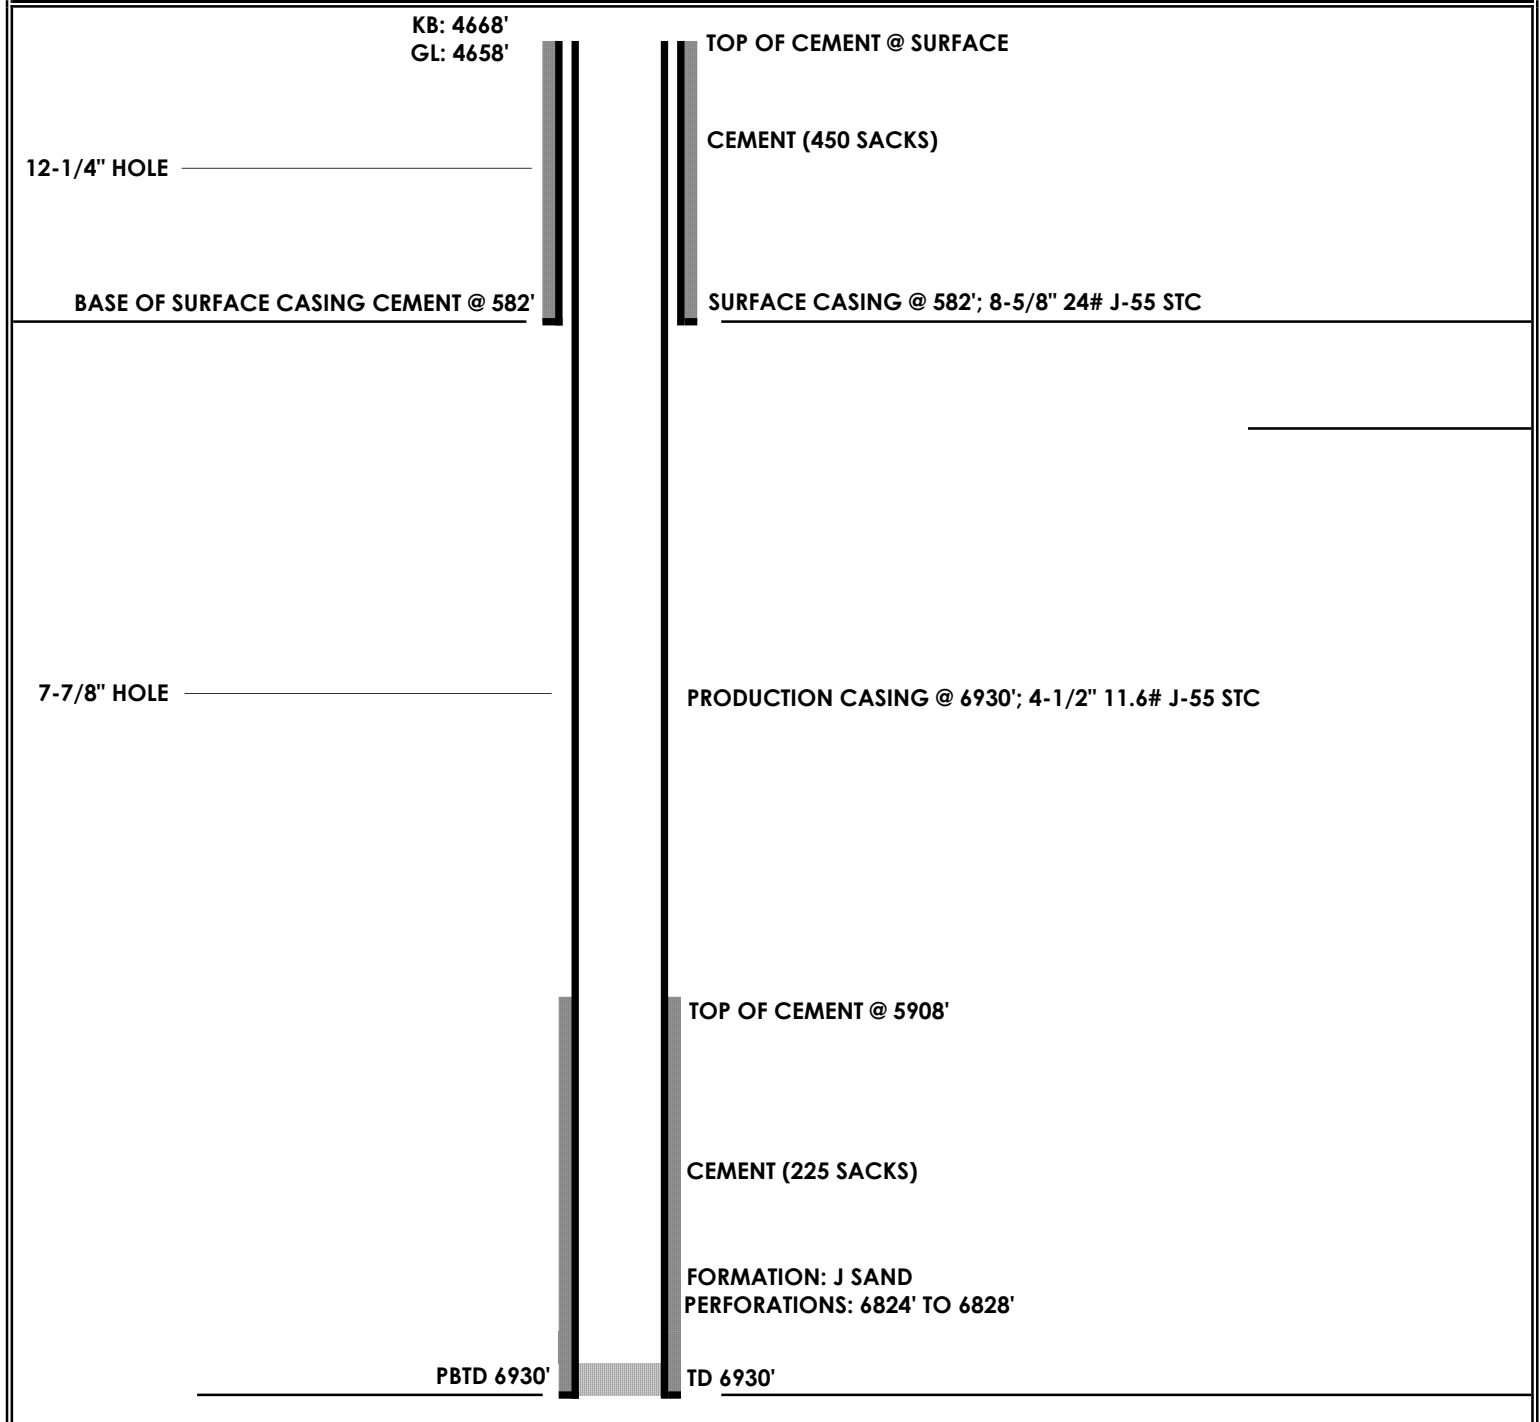 KB: 4668'
GL: 4658'
TOP OF CEMENT @ SURFACE
CEMENT (450 SACKS)
12-1/4" HOLE
BASE OF SURFACE CASING CEMENT @ 582'
SURFACE CASING @ 582'; 8-5/8" 24# J-55 STC
7-7/8" HOLE
PRODUCTION CASING @ 6930'; 4-1/2" 11.6# J-55 STC
TOP OF CEMENT @ 5908'
CEMENT (225 SACKS)
FORMATION: J SAND
PERFORATIONS: 6824' TO 6828'
PBTD 6930'
TD 6930'